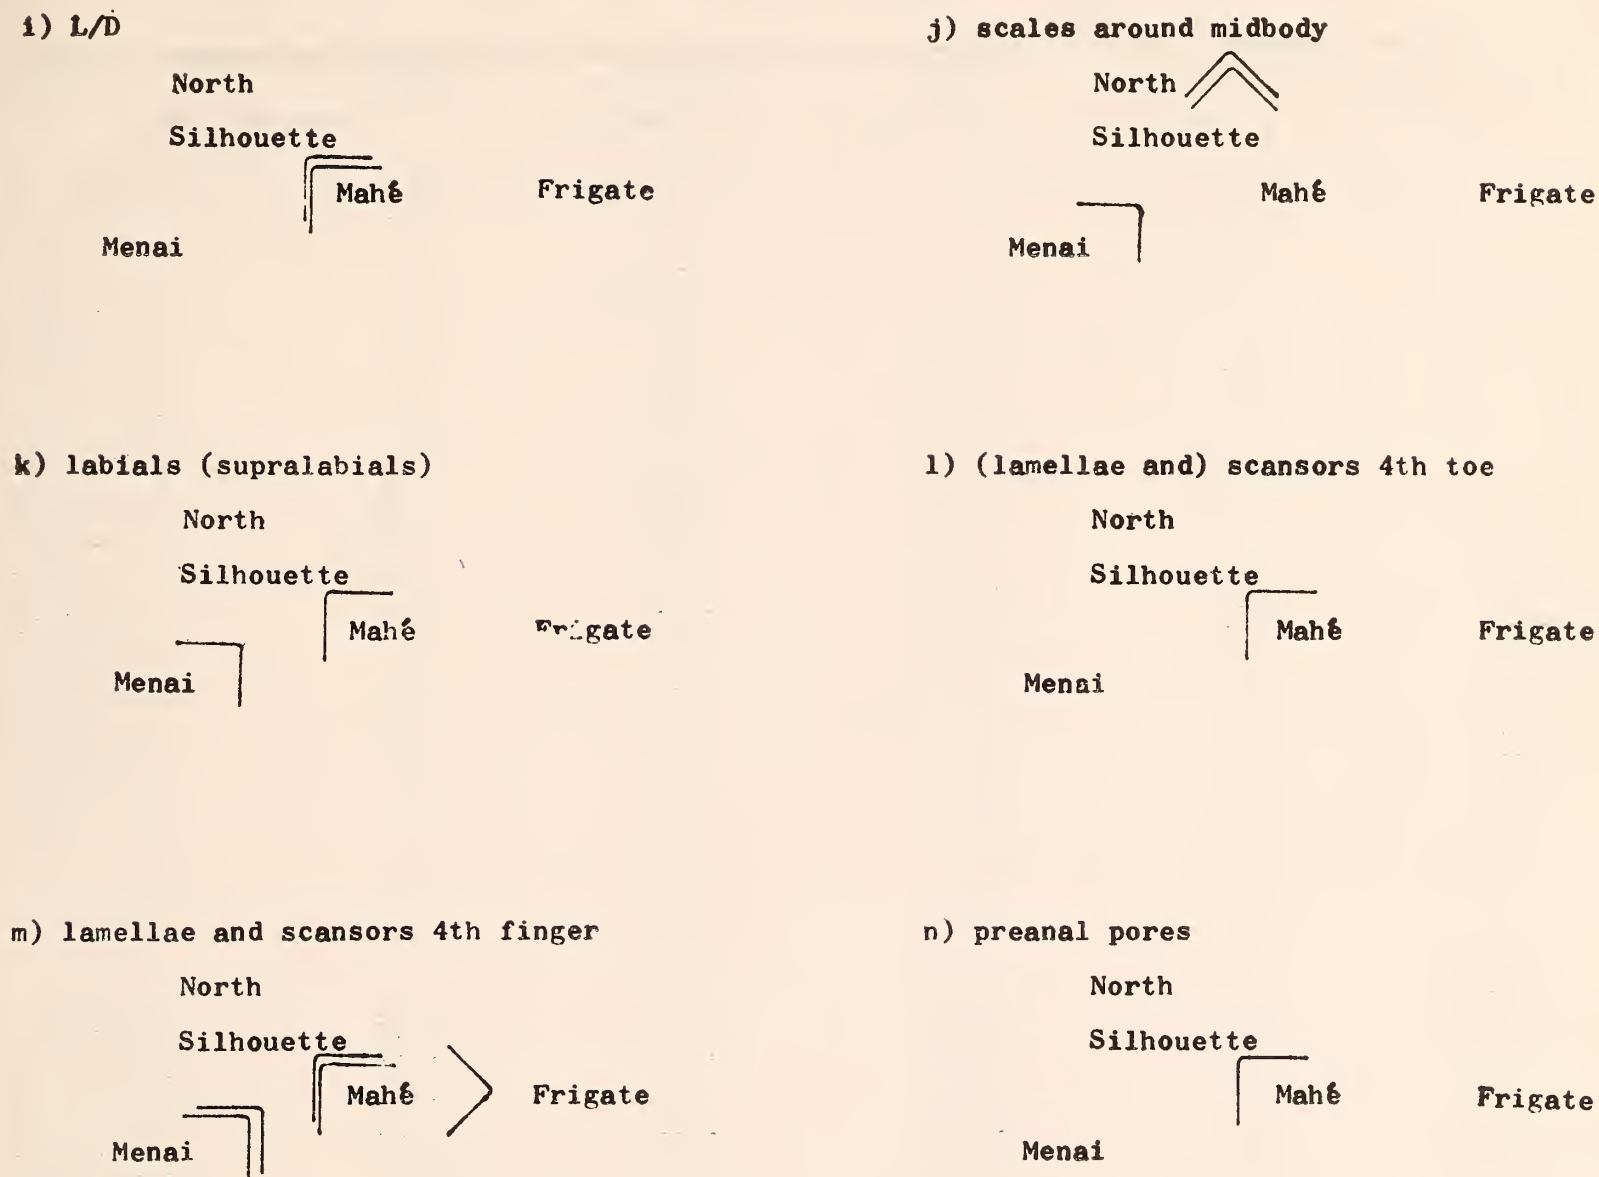 i) L/D
North
Silhouette
Mahé Frigate
Menai
j) scales around midbody
North
Silhouette
Mahé Frigate
Menai
k) labials (supralabials)
North
Silhouette
Mahé Frigate
Menai
l) (lamellae and) scansors 4th toe
North
Silhouette
Mahé Frigate
Menai
m) lamellae and scansors 4th finger
North
Silhouette
Mahé Frigate
Menai
n) preanal pores
North
Silhouette
Mahé Frigate
Menai